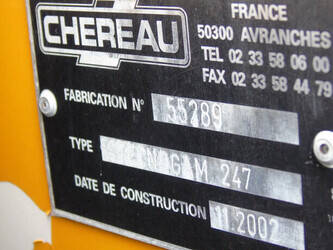 CHEREAU
FRANCE
50300 AVRANCHES
TEL 02 33 58 06 00
FAX 02 33 58 44 79
FABRICATION N° 55289
TYPE 247
DATE DE CONSTRUCTION 11.2002